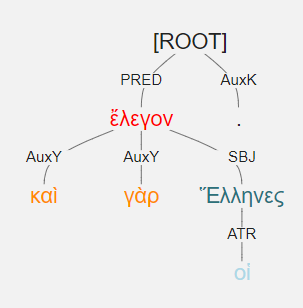 [ROOT]
PRED AuxK
ἔλεγον .
AuxY AuxY SBJ
καὶ γὰρ Ἕλληνες
ATR
οἱ